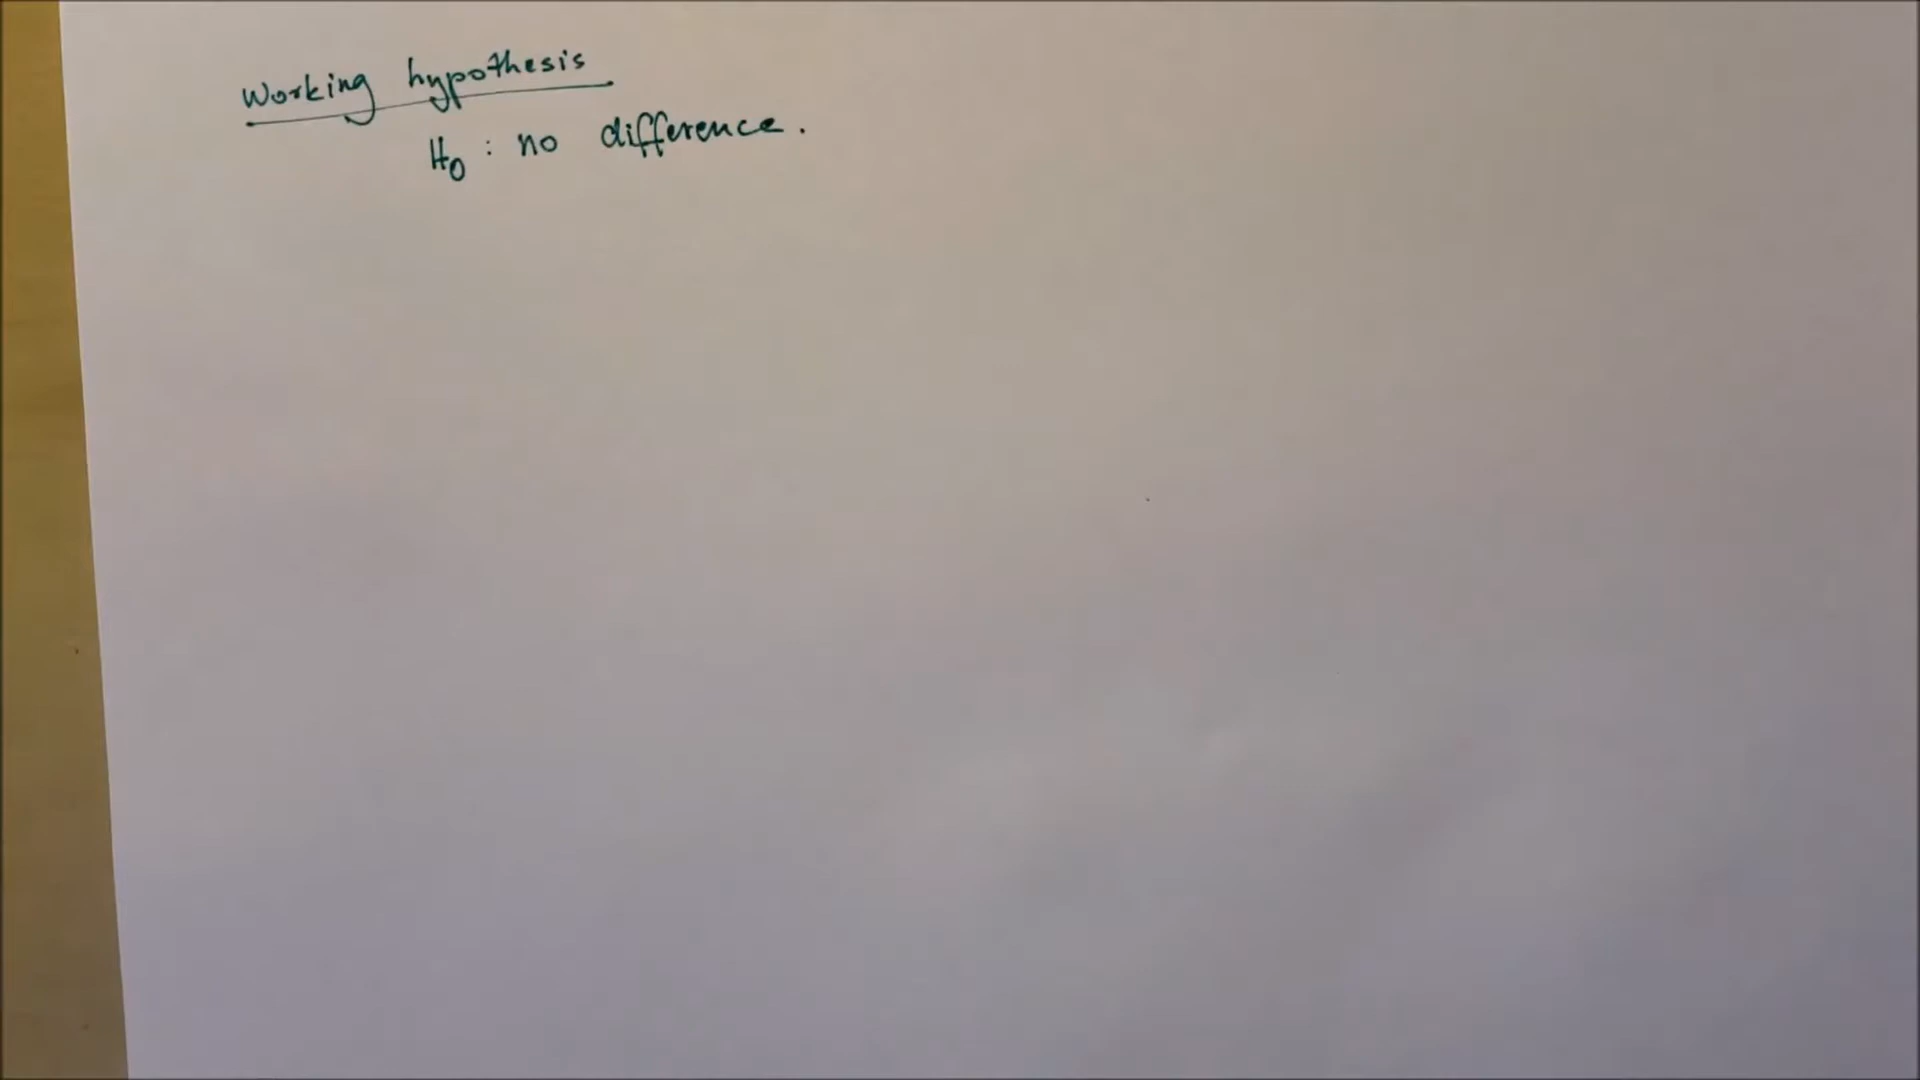 Working hypothesis
H₀ : no difference.